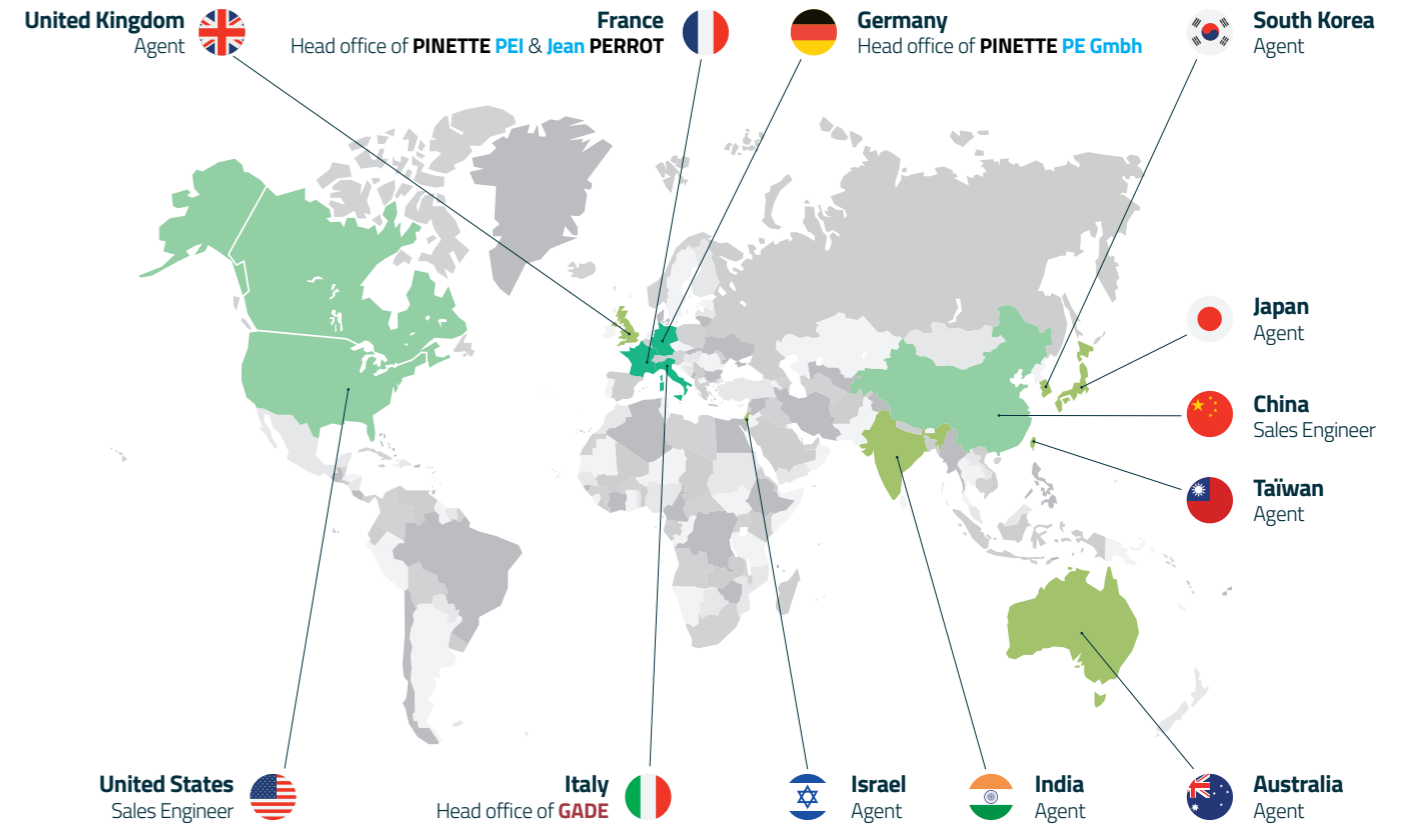 United Kingdom
Agent
France
Head office of PINETTE PEI & Jean PERROT
Germany
Head office of PINETTE PE Gmbh
South Korea
Agent
Japan
Agent
China
Sales Engineer
Taïwan
Agent
United States
Sales Engineer
Italy
Head office of GADE
Israel
Agent
India
Agent
Australia
Agent